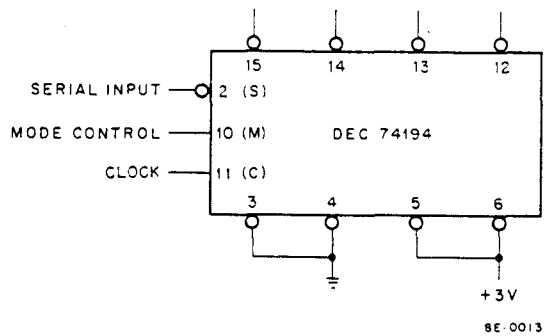 15 14 13 12
SERIAL INPUT 2 (S)
MODE CONTROL 10 (M) DEC 74194
CLOCK 11 (C)
3 4 5 6
+3V
8E-0013